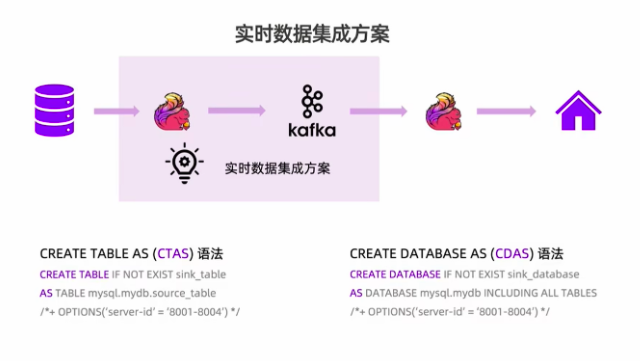 实时数据集成方案
kafka
实时数据集成方案
CREATE TABLE AS (CTAS) 语法
CREATE TABLE IF NOT EXIST sink_table
AS TABLE mysql.mydb.source_table
/*+ OPTIONS(‘server-id’ = ‘8001-8004’) */
CREATE DATABASE AS (CDAS) 语法
CREATE DATABASE IF NOT EXIST sink_database
AS DATABASE mysql.mydb INCLUDING ALL TABLES
/*+ OPTIONS(‘server-id’ = ‘8001-8004’) */